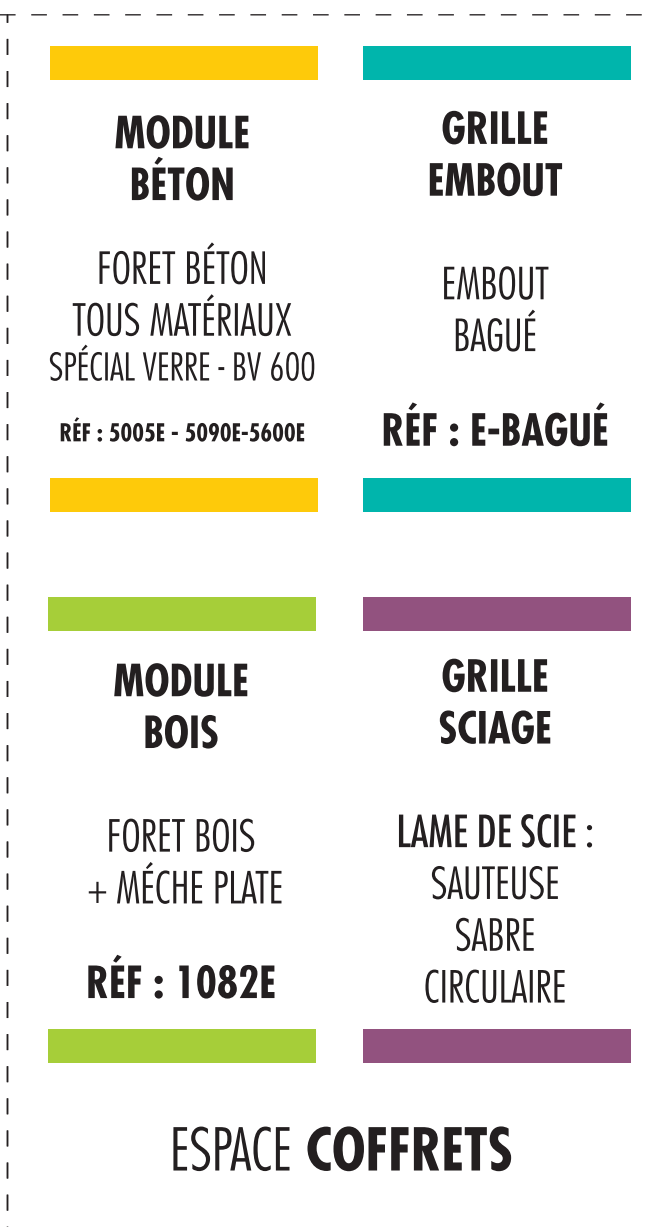 MODULE
BÉTON
FORET BÉTON
TOUS MATÉRIAUX
SPÉCIAL VERRE - BV 600
RÉF : 5005E - 5090E-5600E
GRILLE
EMBOUT
EMBOUT
BAGUÉ
RÉF : E-BAGUÉ
MODULE
BOIS
FORET BOIS
+ MÉCHE PLATE
RÉF : 1082E
GRILLE
SCIAGE
LAME DE SCIE :
SAUTEUSE
SABRE
CIRCULAIRE
ESPACE COFFRETS